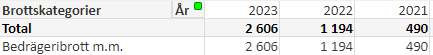 Brottskategorier År 2023 2022 2021
Total 2 606 1 194 490
Bedrägeribrott m.m. 2 606 1 194 490